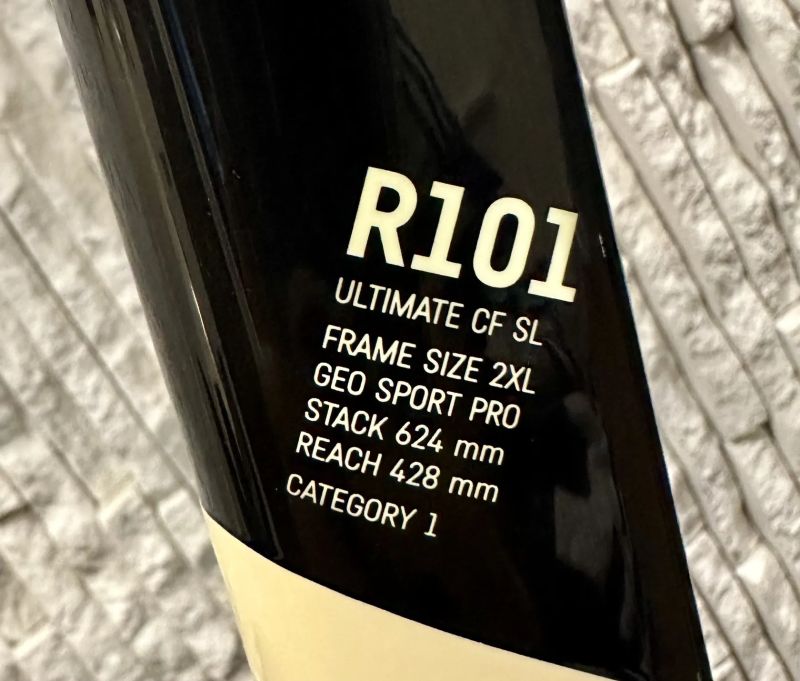 R101
ULTIMATE CF SL
FRAME SIZE 2XL
GEO SPORT PRO
STACK 624 mm
REACH 428 mm
CATEGORY 1